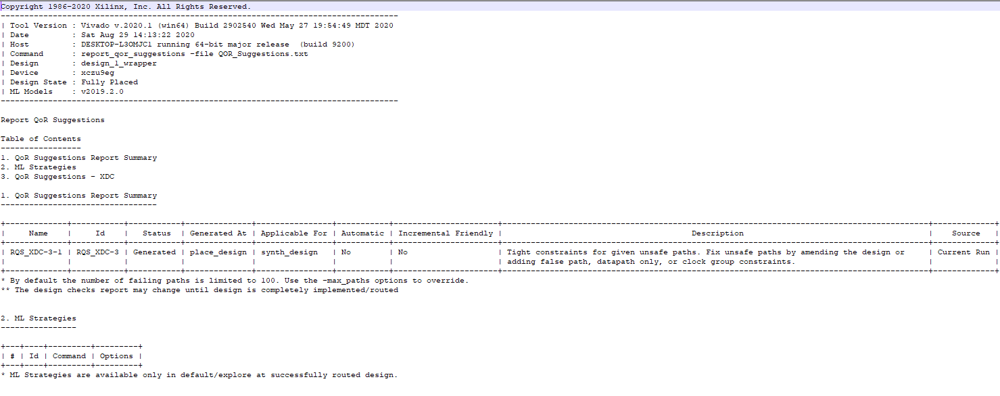 Copyright 1986-2020 Xilinx, Inc. All Rights Reserved.
------------------------------------------------------------------------------------
| Tool Version : Vivado v.2020.1 (win64) Build 2902540 Wed May 27 19:54:49 MDT 2020
| Date         : Sat Aug 29 14:13:22 2020
| Host         : DESKTOP-L3OMJC1 running 64-bit major release  (build 9200)
| Command      : report_qor_suggestions -file QOR_Suggestions.txt
| Design       : design_1_wrapper
| Device       : xczu9eg
| Design State : Fully Placed
| ML Models    : v2019.2.0
------------------------------------------------------------------------------------
Report QoR Suggestions
Table of Contents
-----------------
1. QoR Suggestions Report Summary
2. ML Strategies
3. QoR Suggestions - XDC
1. QoR Suggestions Report Summary
---------------------------------
+-------------+-----------+-----------+--------------+----------------+-----------+----------------------+-------------------------------------------------------------------------------------------+-------------+
|     Name    |     Id    |   Status  | Generated At | Applicable For | Automatic | Incremental Friendly |                                        Description                                        |    Source   |
+-------------+-----------+-----------+--------------+----------------+-----------+----------------------+-------------------------------------------------------------------------------------------+-------------+
| RQS_XDC-3-1 | RQS_XDC-3 | Generated | place_design | synth_design   | No        | No                   | Tight constraints for given unsafe paths. Fix unsafe paths by amending the design or      | Current Run |
|             |           |           |              |                |           |                      | adding false path, datapath only, or clock group constraints.                             |             |
+-------------+-----------+-----------+--------------+----------------+-----------+----------------------+-------------------------------------------------------------------------------------------+-------------+
* By default the number of failing paths is limited to 100. Use the -max_paths options to override.
** The design checks report may change until design is completely implemented/routed
2. ML Strategies
----------------
+---+----+---------+---------+
| # | Id | Command | Options |
+---+----+---------+---------+
* ML Strategies are available only in default/explore at successfully routed design.